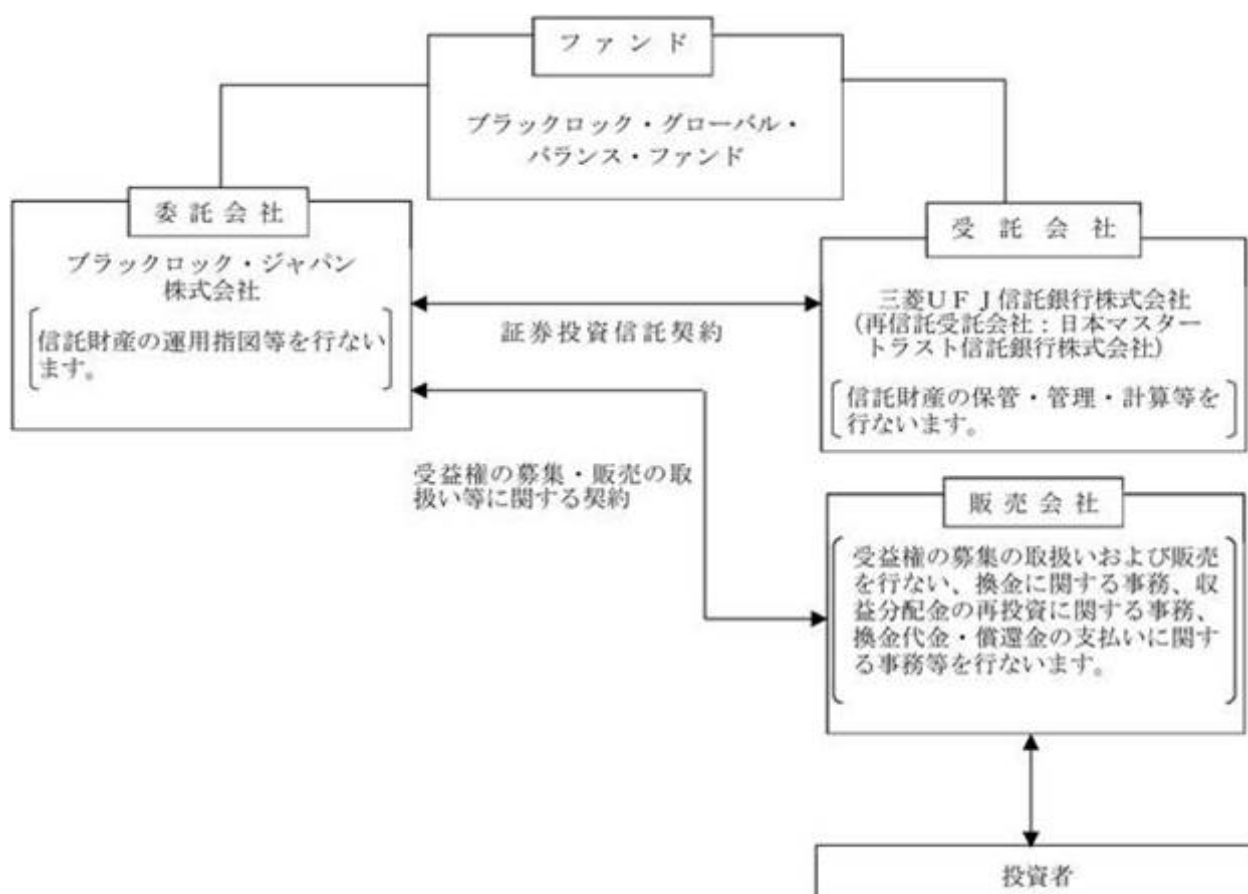 ファンド
ブラックロック・グローバル・
バランス・ファンド
委託会社
ブラックロック・ジャパン
株式会社
信託財産の運用指図等を行ない
ます。
証券投資信託契約
受託会社
三菱UFJ信託銀行株式会社
(再信託受託会社:日本マスター
トラスト信託銀行株式会社)
信託財産の保管・管理・計算等を
行ないます。
受益権の募集・販売の取
扱い等に関する契約
販売会社
受益権の募集の取扱いおよび販売
を行ない、換金に関する事務、収
益分配金の再投資に関する事務、
換金代金・償還金の支払いに関す
る事務等を行ないます。
投資者